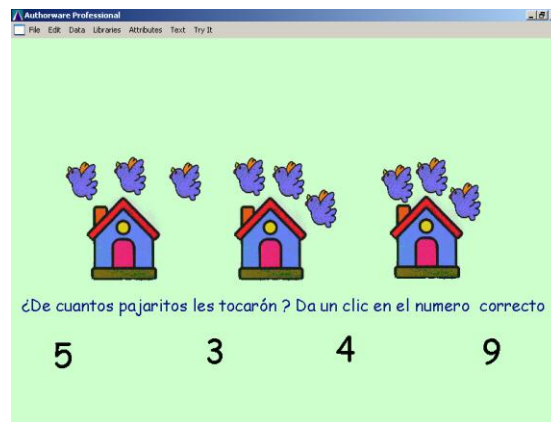 Authorware Professional
File Edit Data Libraries Attributes Text Try It
¿De cuantos pajaritos les tocarón ? Da un clic en el numero correcto
5 3 4 9